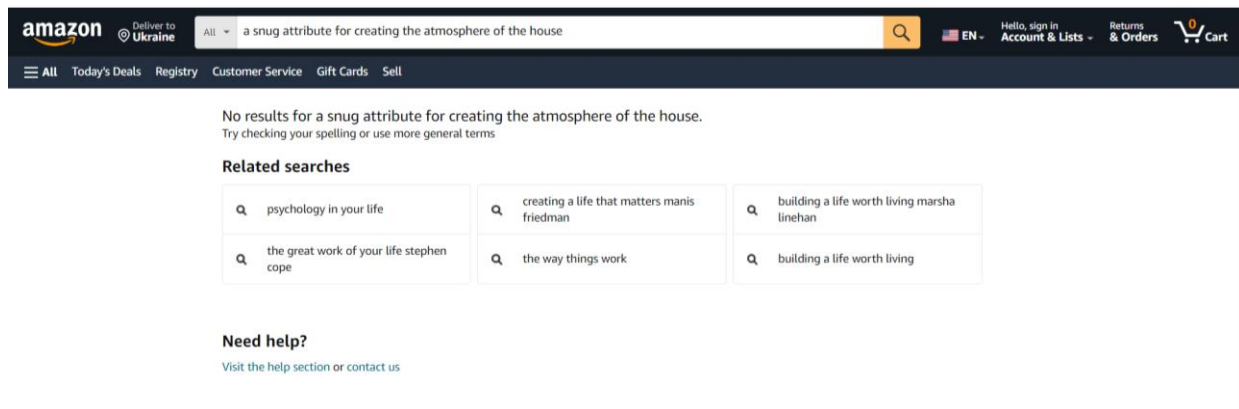 amazon
Deliver to
Ukraine
All
a snug attribute for creating the atmosphere of the house
EN
Hello, sign in
Account & Lists
Returns
& Orders
0
Cart
All Today's Deals Registry Customer Service Gift Cards Sell
No results for a snug attribute for creating the atmosphere of the house.
Try checking your spelling or use more general terms
Related searches
psychology in your life
creating a life that matters manis
friedman
building a life worth living marsha
linehan
the great work of your life stephen
cope
the way things work
building a life worth living
Need help?
Visit the help section or contact us